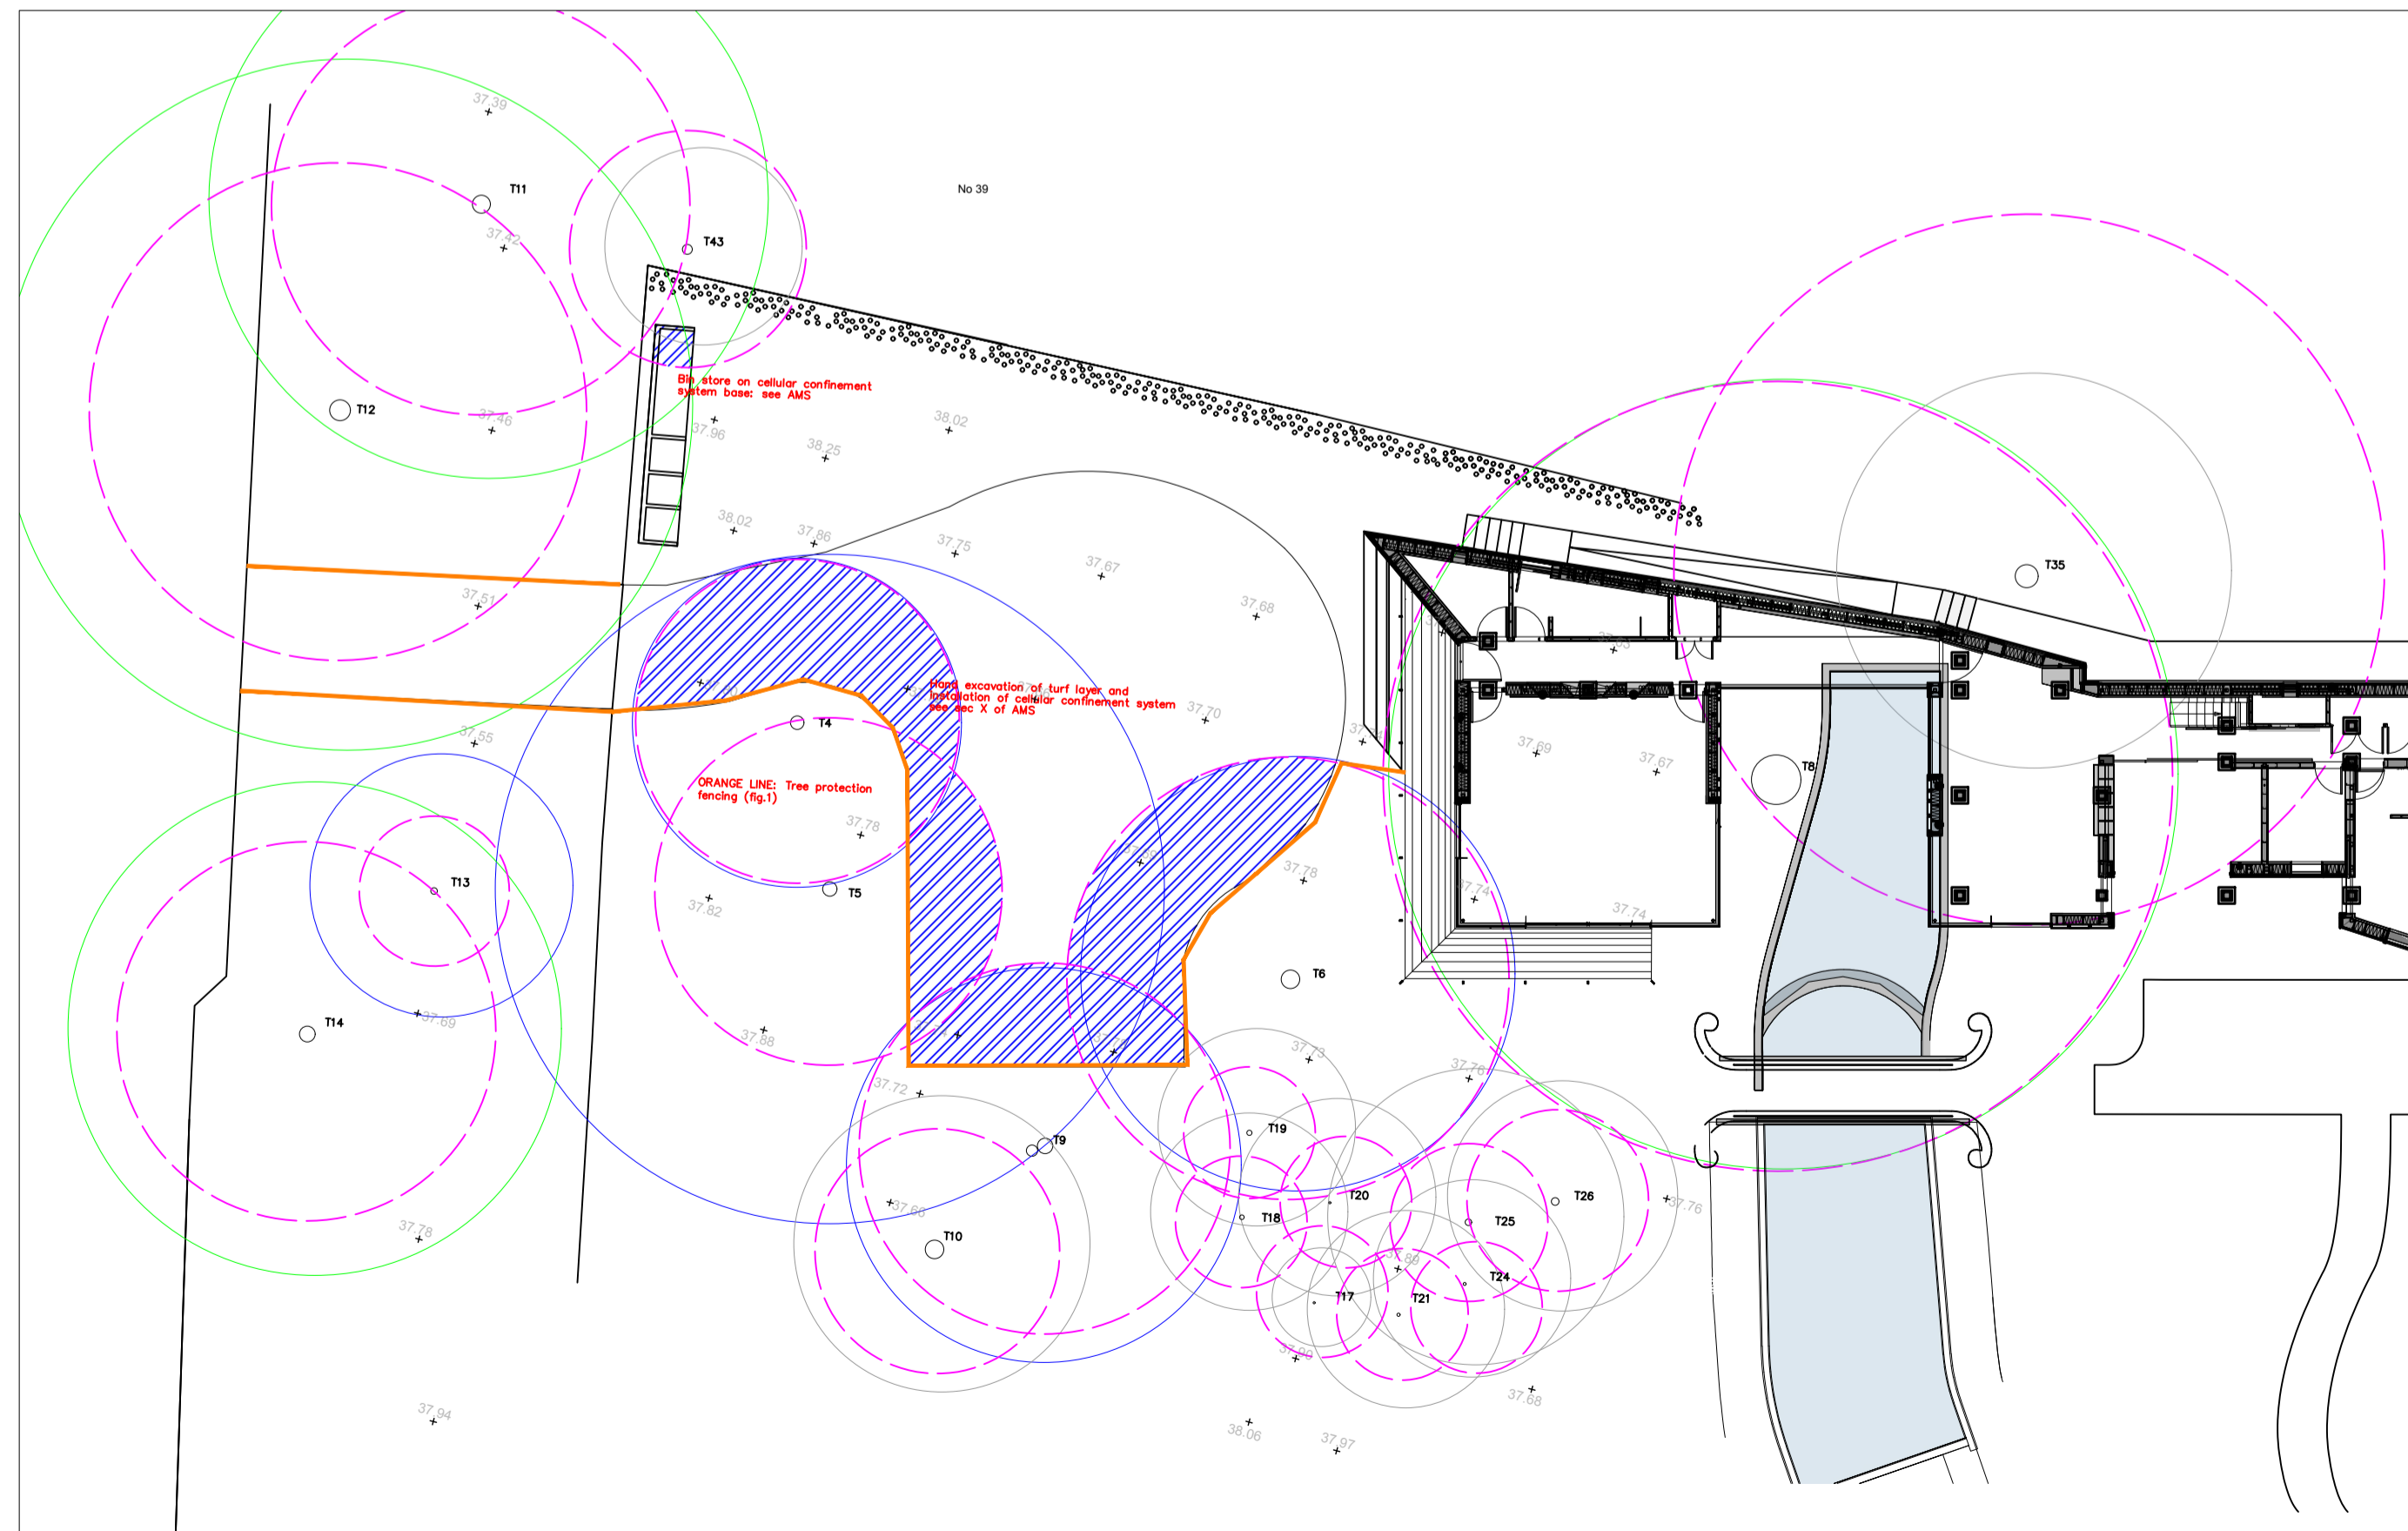 37.39
T11
No 39
37.42
T43
Bin store on cellular confinement
system base: see AMS
T12
37.46
37.96
38.02
38.25
38.02
37.86
37.75
37.67
37.68
T35
37.51
Hand excavation of turf layer and
installation of cellular confinement system
see sec X of AMS
37.70
T4
37.55
37.69
37.67
T8
ORANGE LINE: Tree protection
fencing (fig.1)
37.78
37.78
T13
T5
37.82
37.74
37.74
T6
37.69
T14
37.88
37.73
37.76
37.72
T19
T9
T20
T26
37.76
37.66
T18
T25
37.78
T10
37.89
T24
T17
T21
37.90
37.68
37.94
38.06
37.97